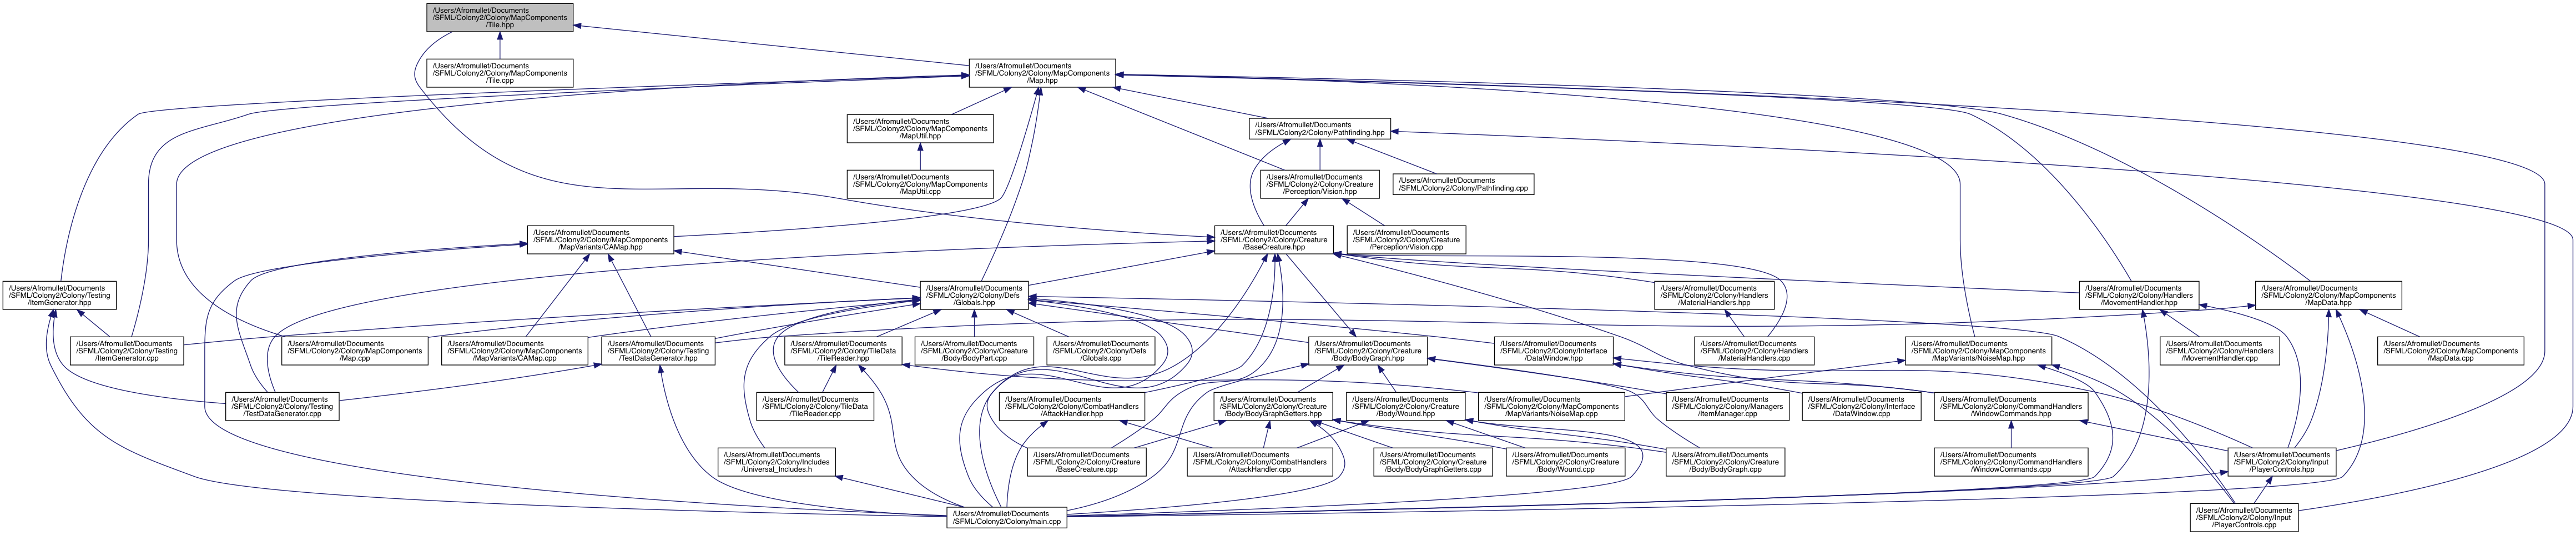 /Users/Afromullet/Documents
/SFML/Colony2/Colony/MapComponents
/Tile.hpp
/Users/Afromullet/Documents
/SFML/Colony2/Colony/MapComponents
/Tile.cpp
/Users/Afromullet/Documents
/SFML/Colony2/Colony/MapComponents
/Map.hpp
/Users/Afromullet/Documents
/SFML/Colony2/Colony/MapComponents
/MapUtil.hpp
/Users/Afromullet/Documents
/SFML/Colony2/Colony/Pathfinding.hpp
/Users/Afromullet/Documents
/SFML/Colony2/Colony/MapComponents
/MapUtil.cpp
/Users/Afromullet/Documents
/SFML/Colony2/Colony/Creature
/Perception/Vision.hpp
/Users/Afromullet/Documents
/SFML/Colony2/Colony/Pathfinding.cpp
/Users/Afromullet/Documents
/SFML/Colony2/Colony/MapComponents
/MapVariants/CAMap.hpp
/Users/Afromullet/Documents
/SFML/Colony2/Colony/Creature
/BaseCreature.hpp
/Users/Afromullet/Documents
/SFML/Colony2/Colony/Creature
/Perception/Vision.cpp
/Users/Afromullet/Documents
/SFML/Colony2/Colony/Testing
/ItemGenerator.hpp
/Users/Afromullet/Documents
/SFML/Colony2/Colony/Defs
/Globals.hpp
/Users/Afromullet/Documents
/SFML/Colony2/Colony/Handlers
/MaterialHandlers.hpp
/Users/Afromullet/Documents
/SFML/Colony2/Colony/Handlers
/MovementHandler.hpp
/Users/Afromullet/Documents
/SFML/Colony2/Colony/MapComponents
/MapData.hpp
/Users/Afromullet/Documents
/SFML/Colony2/Colony/Testing
/ItemGenerator.cpp
/Users/Afromullet/Documents
/SFML/Colony2/Colony/MapComponents
/Map.cpp
/Users/Afromullet/Documents
/SFML/Colony2/Colony/MapComponents
/MapVariants/CAMap.cpp
/Users/Afromullet/Documents
/SFML/Colony2/Colony/Testing
/TestDataGenerator.hpp
/Users/Afromullet/Documents
/SFML/Colony2/Colony/TileData
/TileReader.hpp
/Users/Afromullet/Documents
/SFML/Colony2/Colony/Creature
/Body/BodyPart.cpp
/Users/Afromullet/Documents
/SFML/Colony2/Colony/Defs
/Globals.cpp
/Users/Afromullet/Documents
/SFML/Colony2/Colony/Creature
/Body/BodyGraph.hpp
/Users/Afromullet/Documents
/SFML/Colony2/Colony/Interface
/DataWindow.hpp
/Users/Afromullet/Documents
/SFML/Colony2/Colony/Handlers
/MaterialHandlers.cpp
/Users/Afromullet/Documents
/SFML/Colony2/Colony/MapComponents
/MapVariants/NoiseMap.hpp
/Users/Afromullet/Documents
/SFML/Colony2/Colony/Handlers
/MovementHandler.cpp
/Users/Afromullet/Documents
/SFML/Colony2/Colony/MapComponents
/MapData.cpp
/Users/Afromullet/Documents
/SFML/Colony2/Colony/Testing
/TestDataGenerator.cpp
/Users/Afromullet/Documents
/SFML/Colony2/Colony/TileData
/TileReader.cpp
/Users/Afromullet/Documents
/SFML/Colony2/Colony/CombatHandlers
/AttackHandler.hpp
/Users/Afromullet/Documents
/SFML/Colony2/Colony/Creature
/Body/BodyGraphGetters.hpp
/Users/Afromullet/Documents
/SFML/Colony2/Colony/Creature
/Body/Wound.hpp
/Users/Afromullet/Documents
/SFML/Colony2/Colony/MapComponents
/MapVariants/NoiseMap.cpp
/Users/Afromullet/Documents
/SFML/Colony2/Colony/Managers
/ItemManager.cpp
/Users/Afromullet/Documents
/SFML/Colony2/Colony/Interface
/DataWindow.cpp
/Users/Afromullet/Documents
/SFML/Colony2/Colony/CommandHandlers
/WindowCommands.hpp
/Users/Afromullet/Documents
/SFML/Colony2/Colony/Includes
/Universal_Includes.h
/Users/Afromullet/Documents
/SFML/Colony2/Colony/Creature
/BaseCreature.cpp
/Users/Afromullet/Documents
/SFML/Colony2/Colony/CombatHandlers
/AttackHandler.cpp
/Users/Afromullet/Documents
/SFML/Colony2/Colony/Creature
/Body/BodyGraphGetters.cpp
/Users/Afromullet/Documents
/SFML/Colony2/Colony/Creature
/Body/Wound.cpp
/Users/Afromullet/Documents
/SFML/Colony2/Colony/Creature
/Body/BodyGraph.cpp
/Users/Afromullet/Documents
/SFML/Colony2/Colony/CommandHandlers
/WindowCommands.cpp
/Users/Afromullet/Documents
/SFML/Colony2/Colony/Input
/PlayerControls.hpp
/Users/Afromullet/Documents
/SFML/Colony2/Colony/main.cpp
/Users/Afromullet/Documents
/SFML/Colony2/Colony/Input
/PlayerControls.cpp